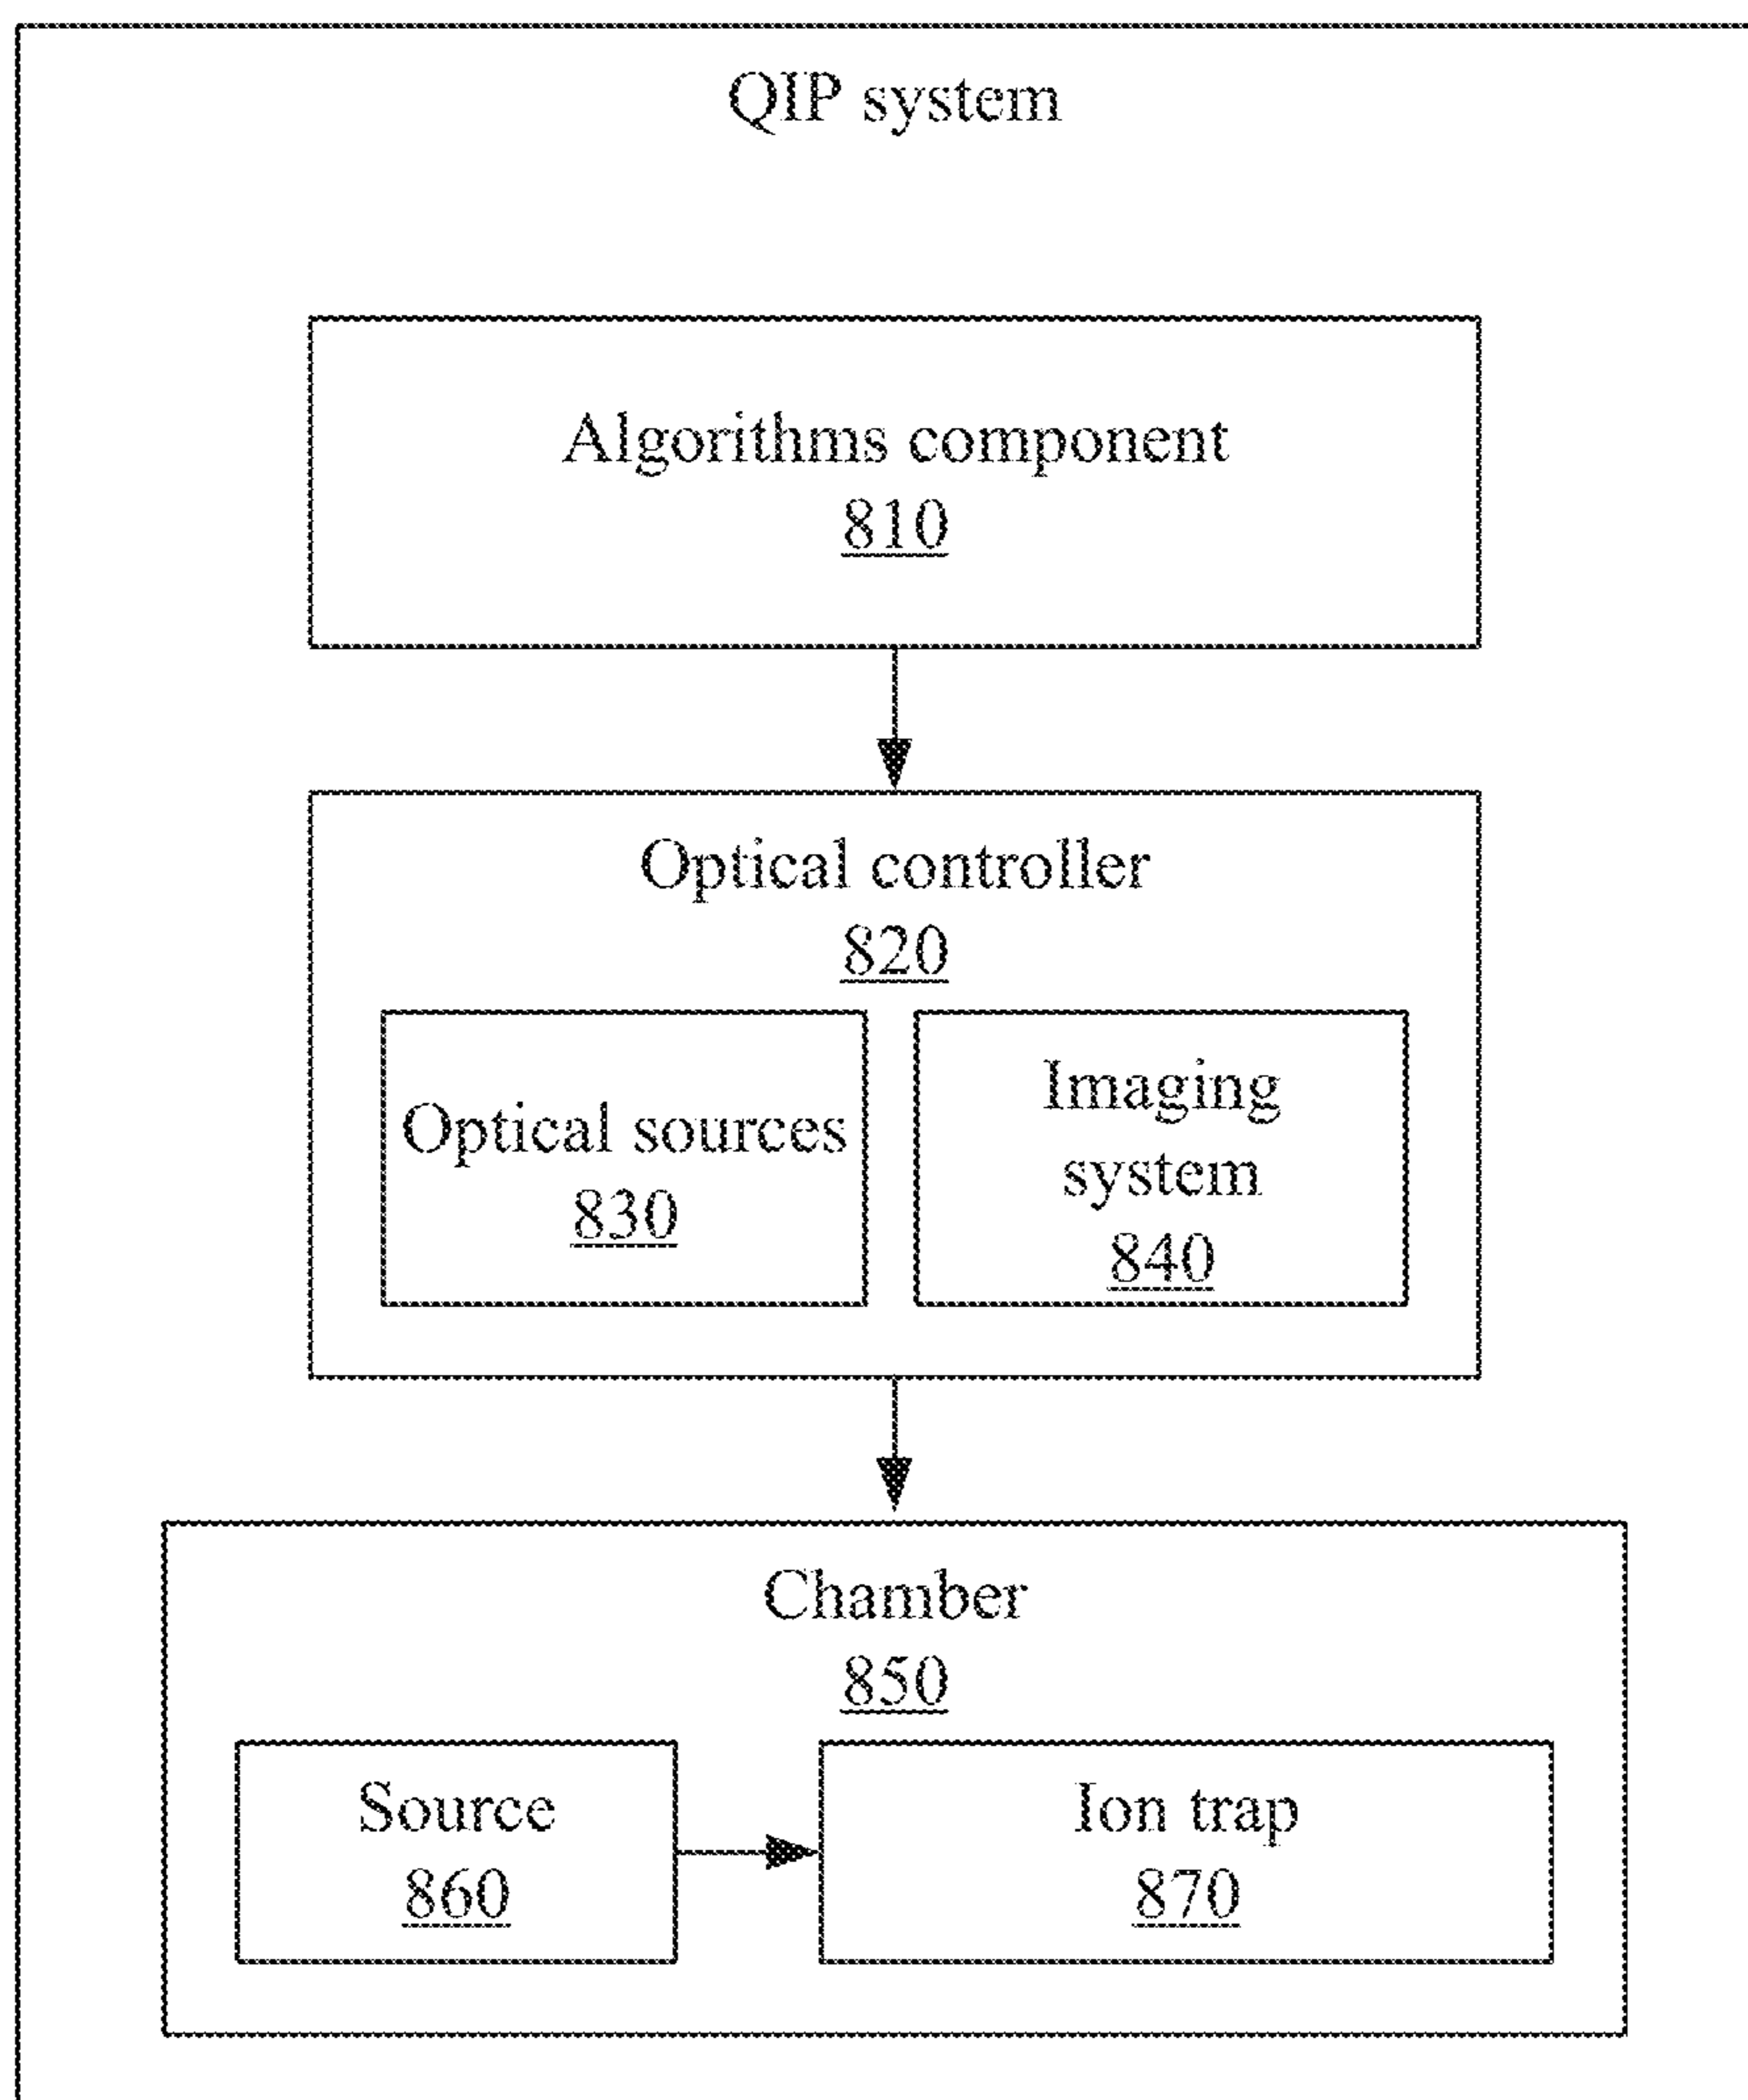 QIP system
Algorithms component
810
Optical controller
820
Optical sources
830
Imaging
system
840
Chamber
850
Source
860
Ion trap
870